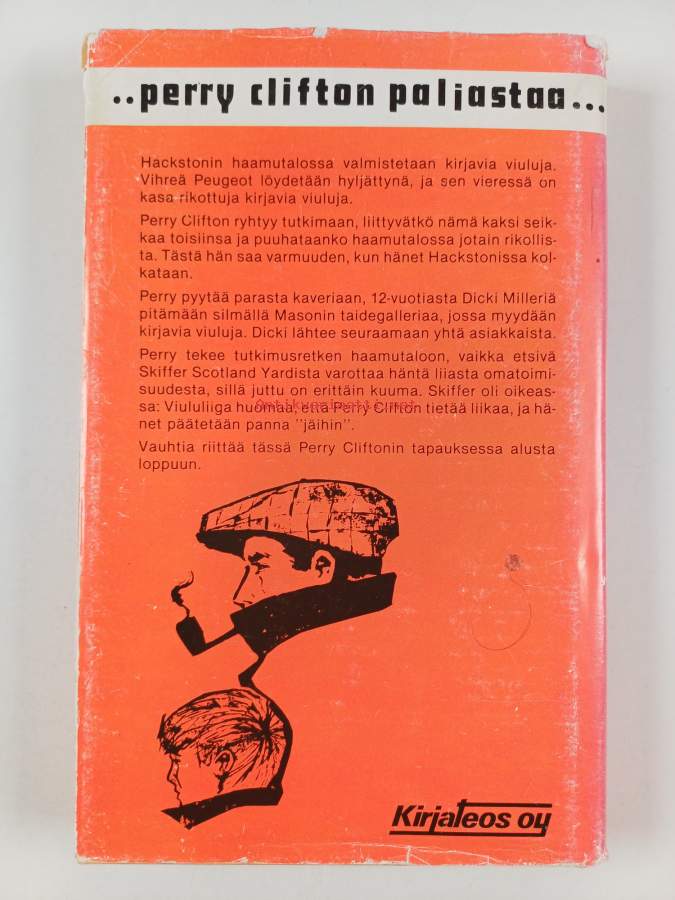 ..perry clifton paljastaa...
Hackstonin haamutalossa valmistetaan kirjavia viuluja.
Vihreä Peugeot löydetään hyljättynä, ja sen vieressä on
kasa rikottuja kirjavia viuluja.
Perry Clifton ryhtyy tutkimaan, liittyvätkö nämä kaksi seik-
kaa toisiinsa ja puuhataanko haamutalossa jotain rikollis-
ta. Tästä hän saa varmuuden, kun hänet Hackstonissa kol-
kataan.
Perry pyytää parasta kaveriaan, 12-vuotiasta Dicki Milleriä
pitämään silmällä Masonin taidegalleriaa, jossa myydään
kirjavia viuluja. Dicki lähtee seuraamaan yhtä asiakkaista.
Perry tekee tutkimusretken haamutaloon, vaikka etsivä
Skiffer Scotland Yardista varottaa häntä liiasta omatoimi-
suudesta, sillä juttu on erittäin kuuma. Skiffer oli oikeas-
sa: Viululiiga huomaa, että Perry Clifton tietää liikaa, ja hä-
net päätetään panna "jäihin".
Vauhtia riittää tässä Perry Cliftonin tapauksessa alusta
loppuun.
Kirjateos oy